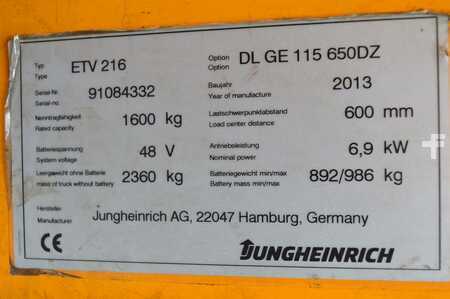 Typ
Type
ETV 216
Option
Option
DL GE 115 650DZ
Serial-Nr.
Serial-no.
91084332
Baujahr
Year of manufacture
2013
Nenntragfähigkeit
Rated capacity
1600 kg
Lastschwerpunktabstand
Load center distance
600 mm
Batteriespannung
System voltage
48 V
Antriebsleistung
Nominal power
6,9 kW
Leergewicht ohne Batterie
mass of truck without battery
2360 kg
Batteriegewicht min/max
Battery mass min/max
892/986 kg
Hersteller
Manufacturer
Jungheinrich AG, 22047 Hamburg, Germany
CE
JUNGHEINRICH